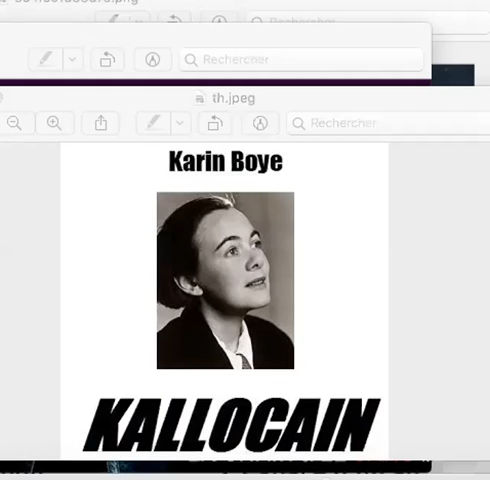 Rechercher
th.jpeg
Rechercher
Karin Boye
KALLOCAIN